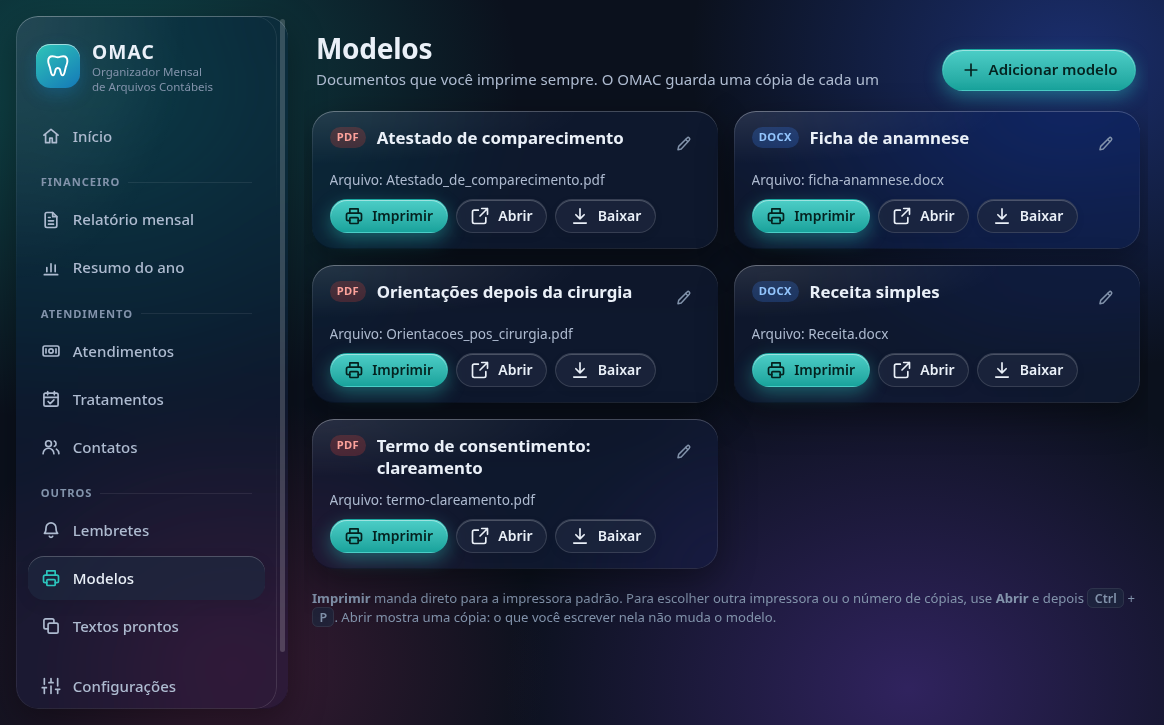 OMAC
Organizador Mensal
de Arquivos Contábeis
Início
FINANCEIRO
Relatório mensal
Resumo do ano
ATENDIMENTO
Atendimentos
Tratamentos
Contatos
OUTROS
Lembretes
Modelos
Textos prontos
Configurações
Modelos
Documentos que você imprime sempre. O OMAC guarda uma cópia de cada um
Adicionar modelo
PDF Atestado de comparecimento
Arquivo: Atestado_de_comparecimento.pdf
Imprimir Abrir Baixar
DOCX Ficha de anamnese
Arquivo: ficha-anamnese.docx
Imprimir Abrir Baixar
PDF Orientações depois da cirurgia
Arquivo: Orientacoes_pos_cirurgia.pdf
Imprimir Abrir Baixar
DOCX Receita simples
Arquivo: Receita.docx
Imprimir Abrir Baixar
PDF Termo de consentimento:
clareamento
Arquivo: termo-clareamento.pdf
Imprimir Abrir Baixar
Imprimir manda direto para a impressora padrão. Para escolher outra impressora ou o número de cópias, use Abrir e depois Ctrl +
P . Abrir mostra uma cópia: o que você escrever nela não muda o modelo.